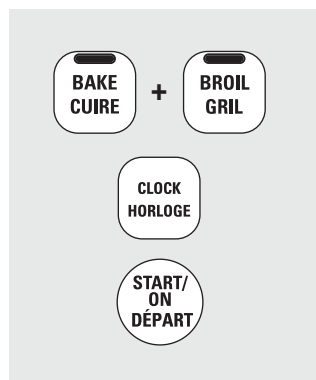 BAKE
CUIRE
+
BROIL
GRIL
CLOCK
HORLOGE
START/
ON
DÉPART